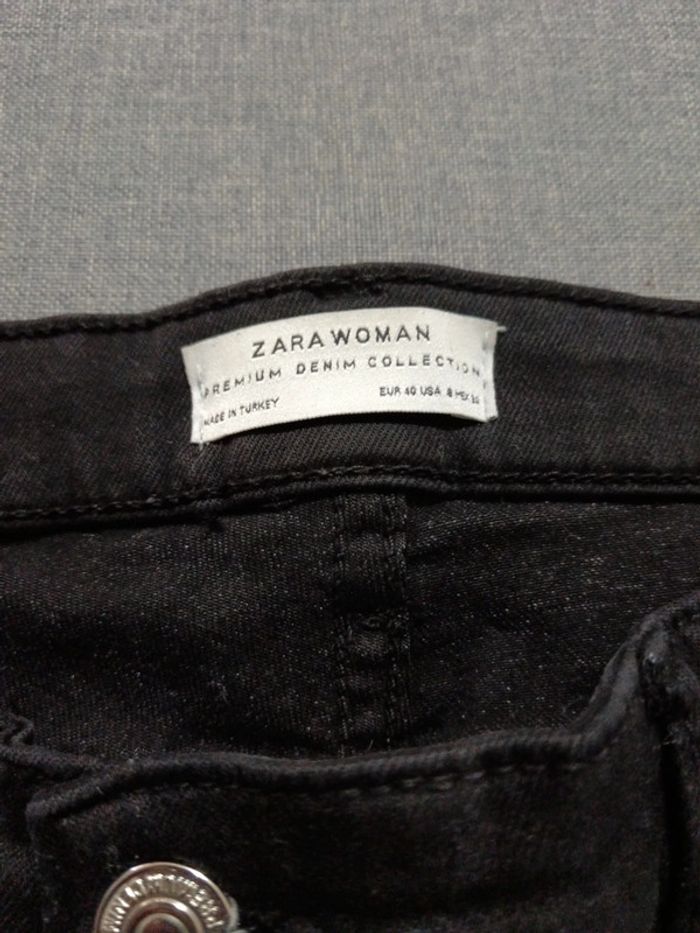 ZARA WOMAN
PREMIUM DENIM COLLECTION
MADE IN TURKEY
EUR 40 USA 8 MEX 30